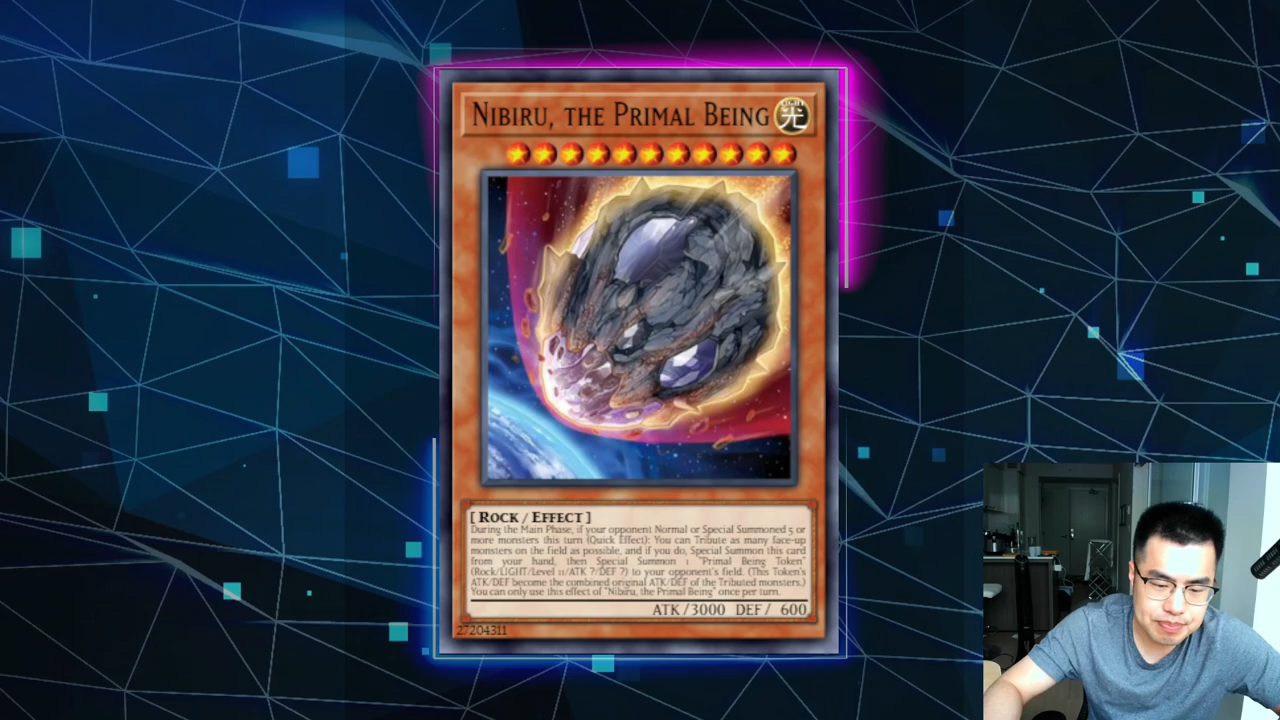 NIBIRU, THE PRIMAL BEING
LIGHT
光
[ ROCK / EFFECT ]
During the Main Phase, if your opponent Normal or Special Summoned 5 or
more monsters this turn (Quick Effect): You can Tribute as many face-up
monsters on the field as possible, and if you do, Special Summon this card
from your hand, then Special Summon 1 "Primal Being Token"
(Rock/LIGHT/Level 11/ATK ?/DEF ?) to your opponent's field. (This Token's
ATK/DEF become the combined original ATK/DEF of the Tributed monsters.)
You can only use this effect of "Nibiru, the Primal Being" once per turn.
ATK/3000 DEF/ 600
27204311